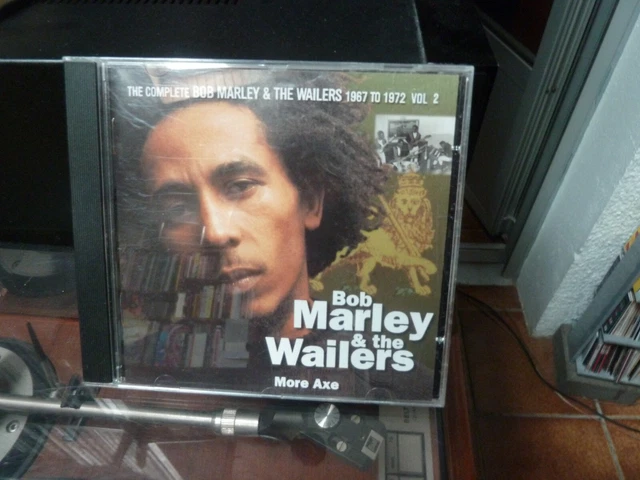 THE COMPLETE BOB MARLEY & THE WAILERS 1967 TO 1972 VOL 2
Bob
Marley
& the
Wailers
More Axe